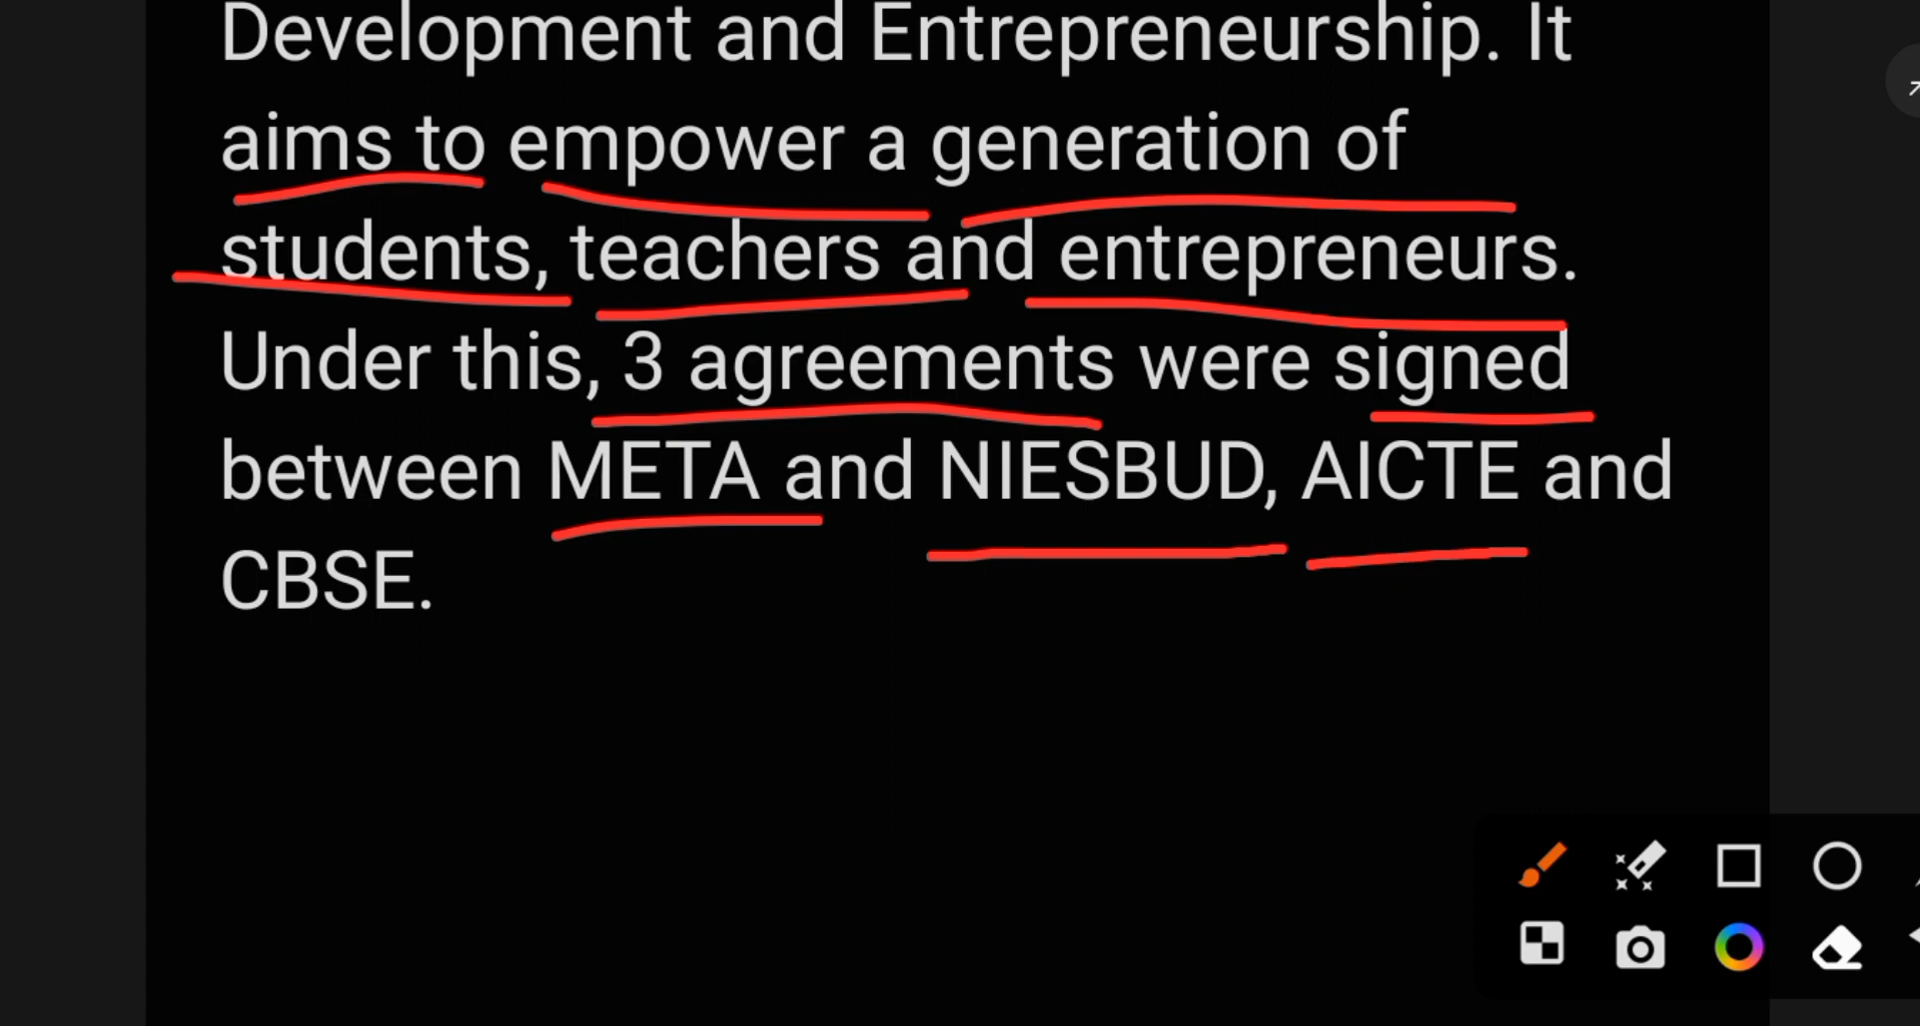 Development and Entrepreneurship. It
aims to empower a generation of
students, teachers and entrepreneurs.
Under this, 3 agreements were signed
between META and NIESBUD, AICTE and
CBSE.